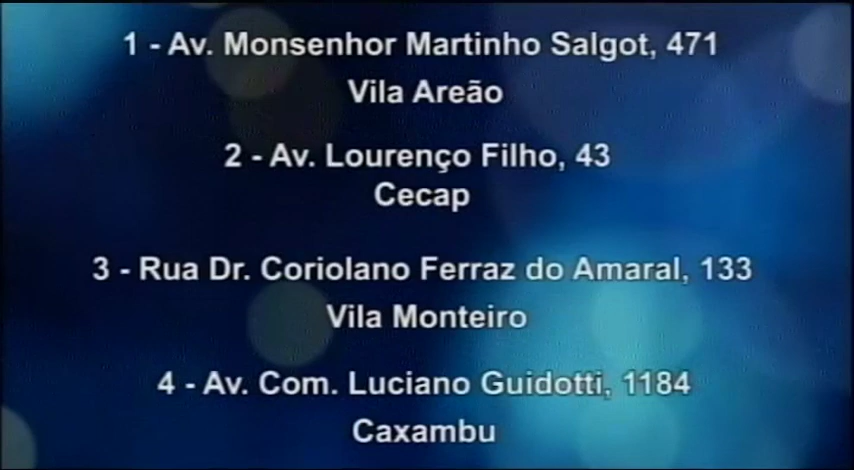 1 - Av. Monsenhor Martinho Salgot, 471
Vila Areão
2 - Av. Lourenço Filho, 43
Cecap
3 - Rua Dr. Coriolano Ferraz do Amaral, 133
Vila Monteiro
4 - Av. Com. Luciano Guidotti, 1184
Caxambu